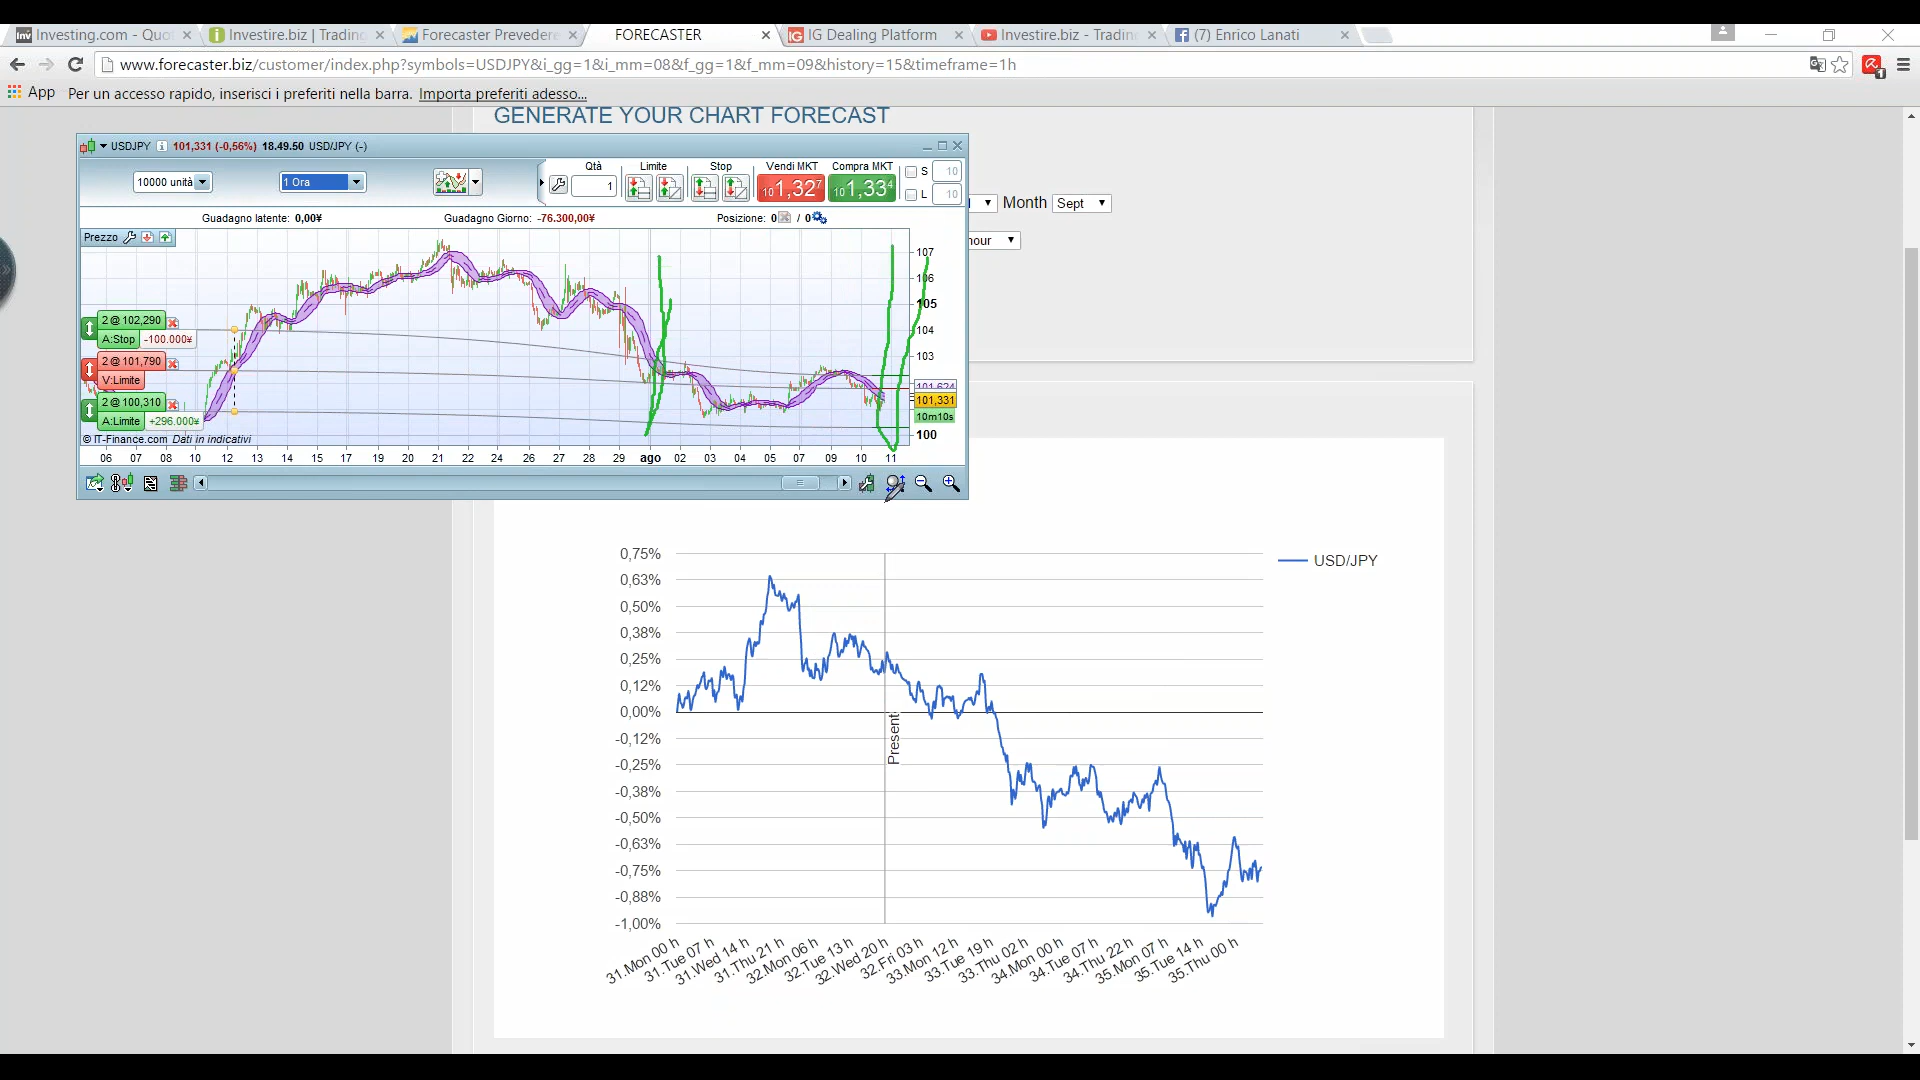 Investing.com - Quo
Investire.biz | Trading
Forecaster Prevedere
FORECASTER
IG Dealing Platform
Investire.biz - Trading
(7) Enrico Lanati
www.forecaster.biz/customer/index.php?symbols=USDJPY&i_gg=1&i_mm=08&f_gg=1&f_mm=09&history=15&timeframe=1h
App Per un accesso rapido, inserisci i preferiti nella barra. Importa preferiti adesso...
GENERATE YOUR CHART FORECAST
USDJPY 101,331 (-0,56%) 18.49.50 USD/JPY (-)
Qtà Limite Stop Vendi MKT Compra MKT S 10
10000 unità 1 Ora 1 101,327 101,334 L 10
Month Sept
Guadagno latente: 0,00¥ Guadagno Giorno: -76.300,00¥ Posizione: 0 / 0
Prezzo
hour
107
106
105
104
103
101,624
101,331
10m10s
100
2 @ 102,290
A:Stop -100.000¥
2 @ 101,790
V:Limite
2 @ 100,310
A:Limite +296.000¥
© IT-Finance.com Dati in indicativi
06 07 08 10 12 13 14 15 17 19 20 21 22 24 26 27 28 29 ago 02 03 04 05 07 09 10 11
0,75%
0,63%
0,50%
0,38%
0,25%
0,12%
0,00%
-0,12%
-0,25%
-0,38%
-0,50%
-0,63%
-0,75%
-0,88%
-1,00%
USD/JPY
Present
31.Mon 00 h
31.Tue 07 h
31.Wed 14 h
31.Thu 21 h
32.Mon 06 h
32.Tue 13 h
32.Wed 20 h
32.Fri 03 h
33.Mon 12 h
33.Tue 19 h
33.Thu 02 h
34.Mon 00 h
34.Tue 07 h
34.Thu 22 h
35.Mon 07 h
35.Tue 14 h
35.Thu 00 h